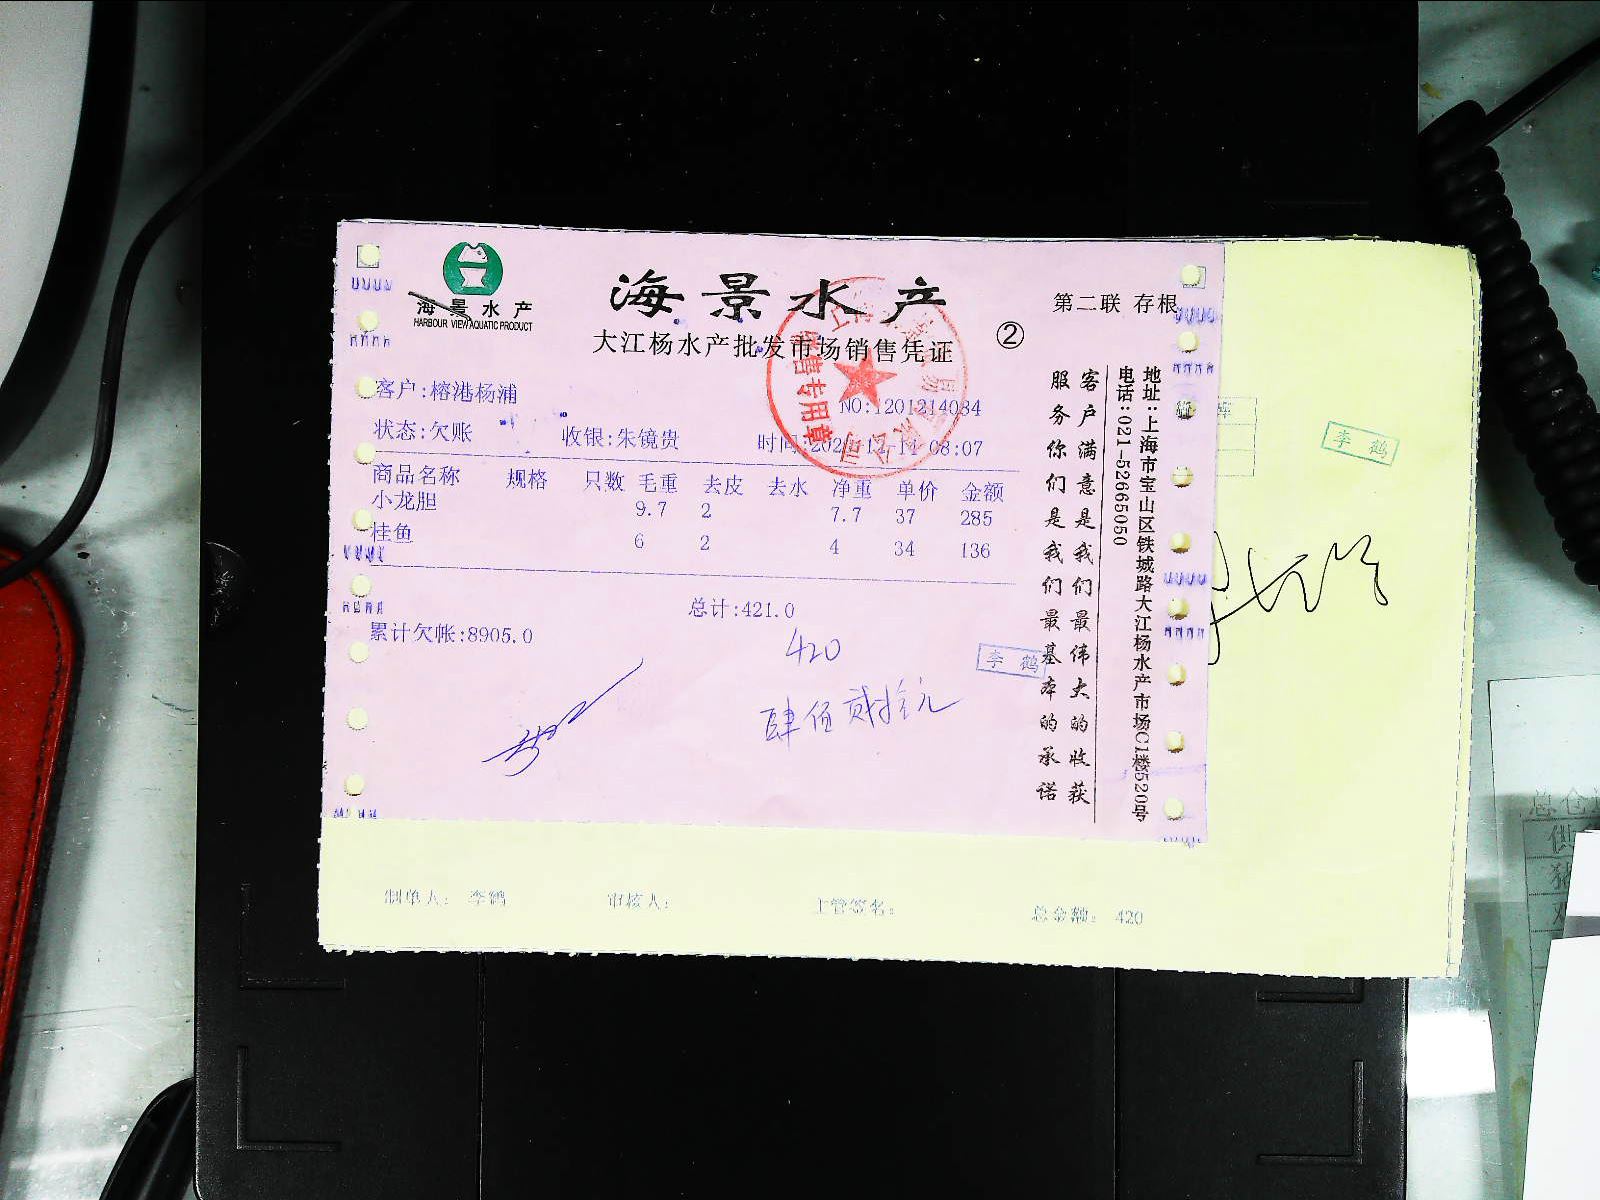 海景水产
HARBOUR VIEW AQUATIC PRODUCT
海景水产
大江杨水产批发市场销售凭证
②
第二联 存根
客户:榕港杨浦
NO:1201214084
状态:欠账 收银:朱镜贵 时间:
08:07
商品名称 规格 只数 毛重 去皮 去水 净重 单价 金额
小龙胆 9.7 2 7.7 37 285
桂鱼 6 2 4 34 136
总计:421.0
累计欠帐:8905.0
420
肆佰贰拾元
李鹤
销售专用章
客户满意是我们最伟大的收获
服务你们是我们最基本的承诺
地址:上海市宝山区铁城路大江杨水产市场C1楼520号
电话:021-52665050
李鹤
制单人: 李鹤 审核人: 主管签名: 总金额: 420
总仓
供
猪